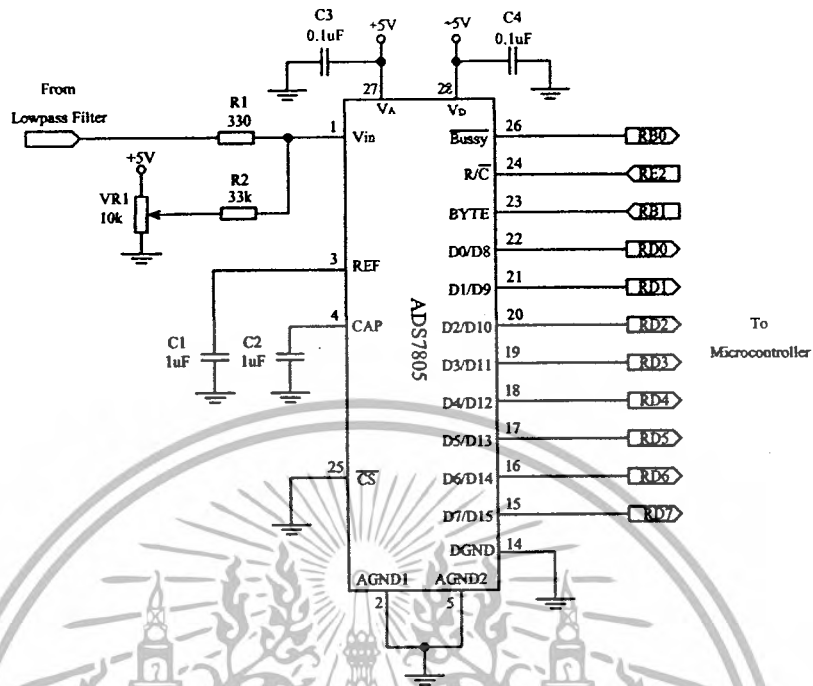 C3
0.1uF
+5V
~5V
C4
0.1uF
27
28
VA
VD
From
Lowpass Filter
R1
330
1
Vin
+5V
VR1
10k
R2
33k
3
REF
4
CAP
C1
1uF
C2
1uF
25
CS
ADS7805
Bussy
26
RB0
R/C
24
RE2
BYTE
23
RB1
D0/D8
22
RD0
D1/D9
21
RD1
D2/D10
20
RD2
D3/D11
19
RD3
D4/D12
18
RD4
D5/D13
17
RD5
D6/D14
16
RD6
D7/D15
15
RD7
To
Microcontroller
DGND
14
AGND1
AGND2
2
5